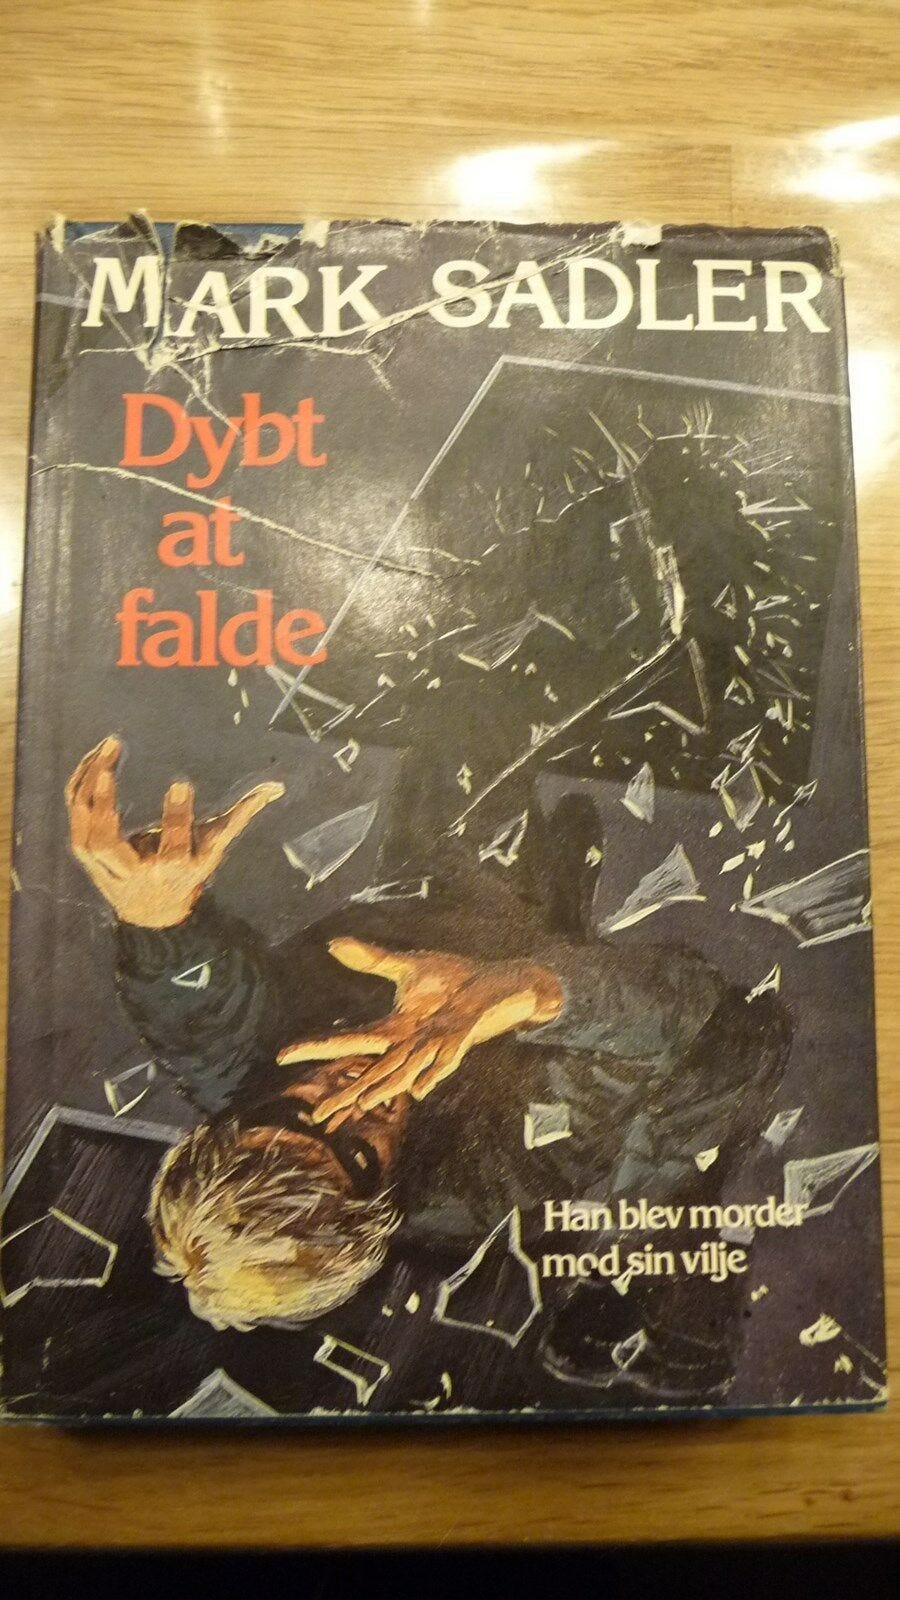 MARK SADLER
Dybt
at
falde
Han blev morder
mod sin vilje